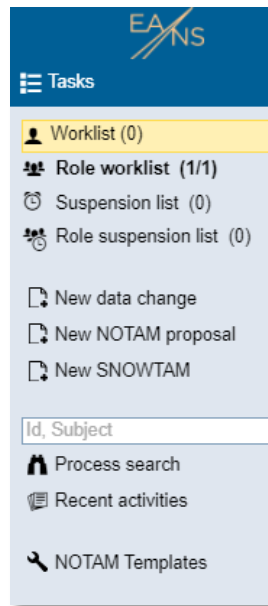 EANS
Tasks
Worklist (0)
Role worklist (1/1)
Suspension list (0)
Role suspension list (0)
New data change
New NOTAM proposal
New SNOWTAM
Id, Subject
Process search
Recent activities
NOTAM Templates